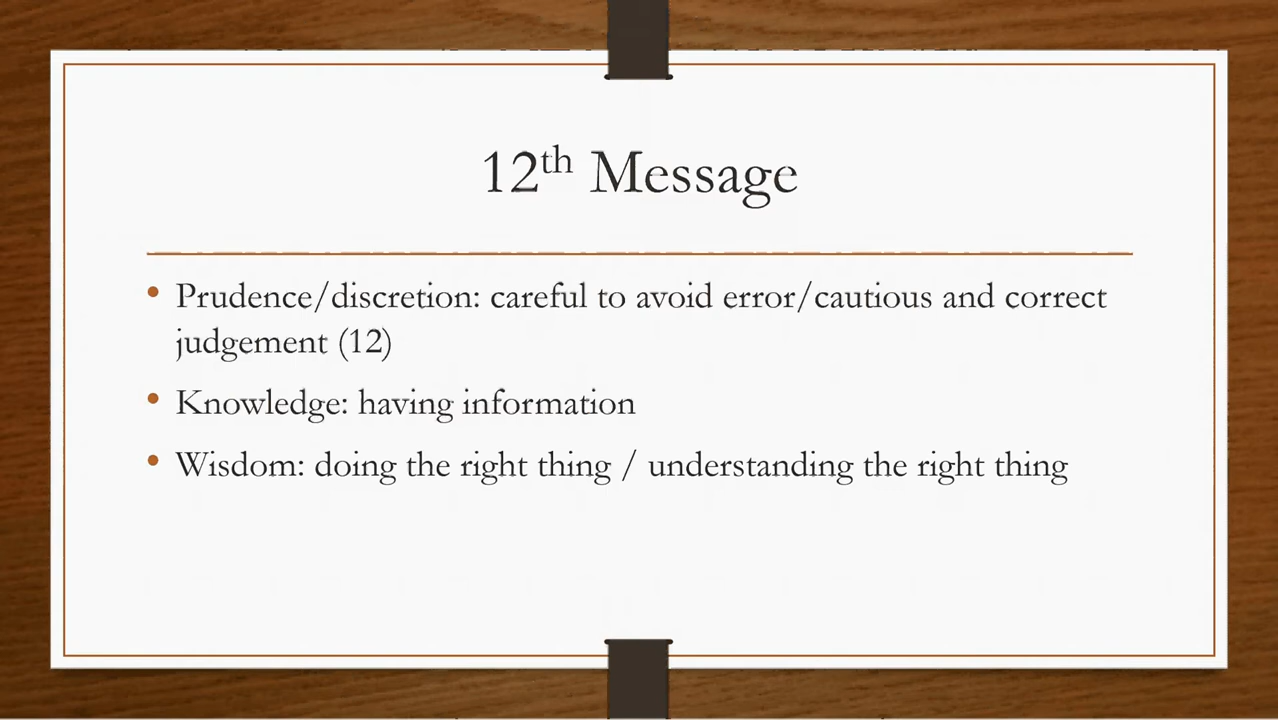 12th Message
• Prudence/discretion: careful to avoid error/cautious and correct
judgement (12)
• Knowledge: having information
• Wisdom: doing the right thing / understanding the right thing